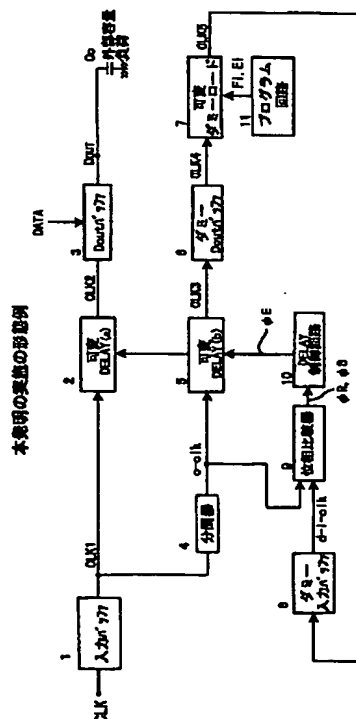 本発明の実施の形態例
CLK
1
入力バッファ
CLK1
2
可変
DELAY(a)
CLK2
DATA
3
Doutバッファ
Dout
Co
外部容量
負荷
4
分周器
c-clk
5
可変
DELAY(b)
CLK3
6
ダミー
Doutバッファ
CLK4
7
可変
ダミーロード
CLK5
F1,E1
11
プログラム
回路
8
ダミー
入力バッファ
d-i-clk
9
位相比較器
φR, φS
10
DELAY
制御回路
φE